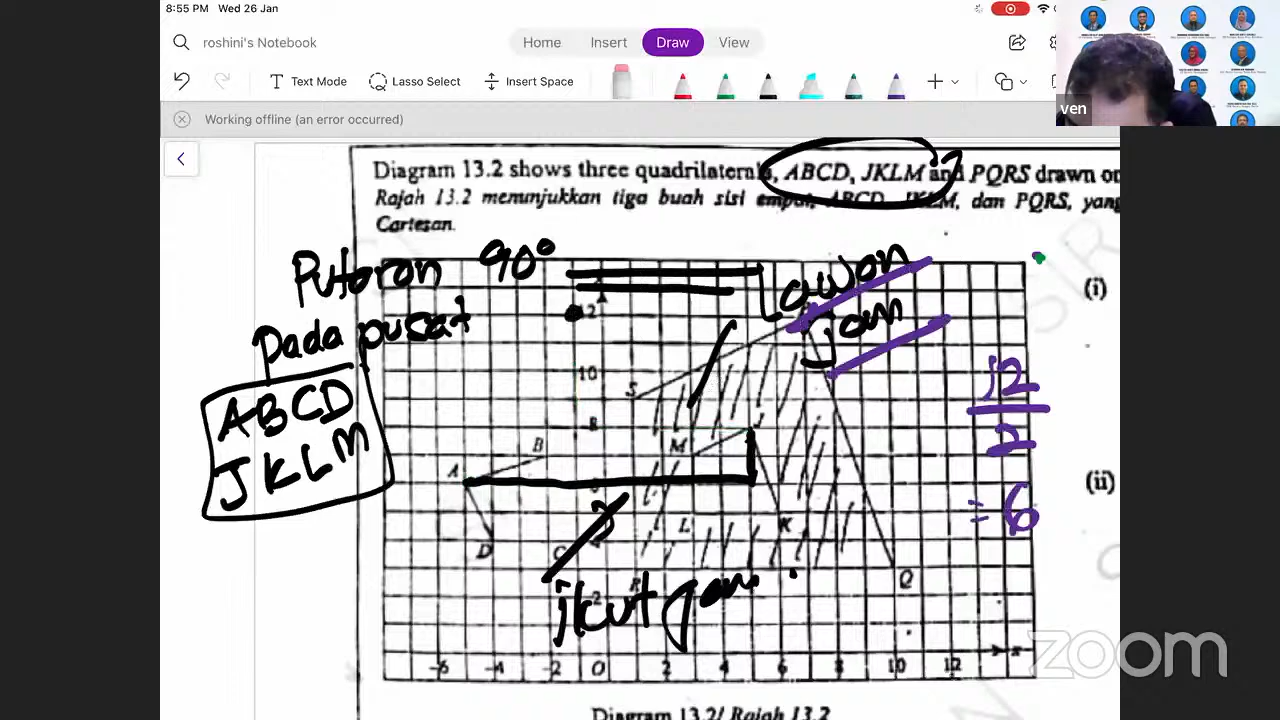 8:55 PM Wed 26 Jan
roshini's Notebook
Home Insert Draw View
Text Mode Lasso Select Insert Space
Working offline (an error occurred)
ven
Diagram 13.2 shows three quadrilaterals, ABCD, JKLM and PQRS drawn on
Rajah 13.2 menunjukkan tiga buah sisi empat, ABCD, JKLM, dan PQRS, yang
Cartesan.
Putaran 90° Lawan
jam
pada pusat
ABCD
JKLM
ikut jam
(i)
(ii)
12
2
= 6
12
10
8
S
M J
A B
D C
L K
R Q
2
-6 -4 -2 O 2 4 6 8 10 12 x
Diagram 13.2/ Rajah 13.2
zoom